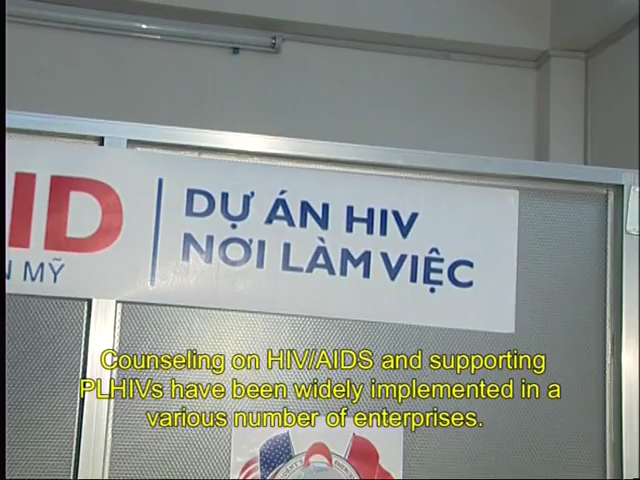 ID
N MỸ
DỰ ÁN HIV
NƠI LÀM VIỆC
Counseling on HIV/AIDS and supporting
PLHIVs have been widely implemented in a
various number of enterprises.